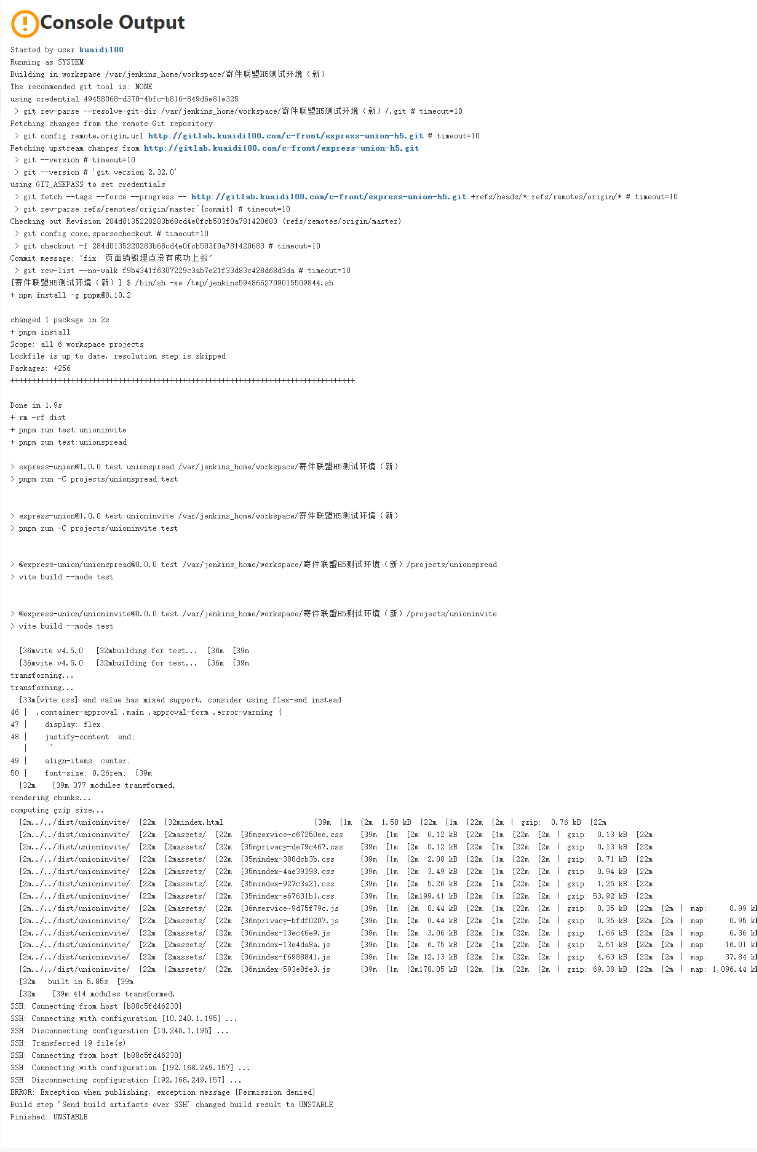 Console Output
Started by user kuaidi100
Running as SYSTEM
Building in workspace /var/jenkins_home/workspace/寄件联盟H5测试环境（新）
The recommended git tool is: NONE
using credential 49458068-d370-4bfc-b816-849d6e81e325
> git rev-parse --resolve-git-dir /var/jenkins_home/workspace/寄件联盟H5测试环境（新）/.git # timeout=10
Fetching changes from the remote Git repository
> git config remote.origin.url http://gitlab.kuaidi100.com/c-front/express-union-h5.git # timeout=10
Fetching upstream changes from http://gitlab.kuaidi100.com/c-front/express-union-h5.git
> git --version # timeout=10
> git --version # 'git version 2.32.0'
using GIT_ASKPASS to set credentials
> git fetch --tags --force --progress -- http://gitlab.kuaidi100.com/c-front/express-union-h5.git +refs/heads/*:refs/remotes/origin/* # timeout=10
> git rev-parse refs/remotes/origin/master^{commit} # timeout=10
Checking out Revision 284d0135220283b68cd4e0fcb503f0a781420683 (refs/remotes/origin/master)
> git config core.sparsecheckout # timeout=10
> git checkout -f 284d0135220283b68cd4e0fcb503f0a781420683 # timeout=10
Commit message: "fix: 页面销毁埋点没有成功上报"
> git rev-list --no-walk f9b4341f6307229c3ab7e21f33d83c428d68d3da # timeout=10
[寄件联盟H5测试环境（新）] $ /bin/sh -xe /tmp/jenkins5948662709015509844.sh
+ npm install -g pnpm@8.10.2
changed 1 package in 2s
+ pnpm install
Scope: all 6 workspace projects
Lockfile is up to date, resolution step is skipped
Packages: +256
++++++++++++++++++++++++++++++++++++++++++++++++++++++++++++++++++++++++++++++++
Done in 1.9s
+ rm -rf dist
+ pnpm run test:unioninvite
+ pnpm run test:unionspread
> express-union@1.0.0 test:unionspread /var/jenkins_home/workspace/寄件联盟H5测试环境（新）
> pnpm run -C projects/unionspread test
> express-union@1.0.0 test:unioninvite /var/jenkins_home/workspace/寄件联盟H5测试环境（新）
> pnpm run -C projects/unioninvite test
> @express-union/unionspread@0.0.0 test /var/jenkins_home/workspace/寄件联盟H5测试环境（新）/projects/unionspread
> vite build --mode test
> @express-union/unioninvite@0.0.0 test /var/jenkins_home/workspace/寄件联盟H5测试环境（新）/projects/unioninvite
> vite build --mode test
[36mvite v4.5.0 [32mbuilding for test... [36m [39m
[36mvite v4.5.0 [32mbuilding for test... [36m [39m
transforming...
transforming...
[33m[vite:css] end value has mixed support, consider using flex-end instead
46 | .container-approval .main .approval-form .error-warning {
47 | display: flex;
48 | justify-content: end;
| ^
49 | align-items: center;
50 | font-size: 0.26rem; [39m
[32m [39m 377 modules transformed.
rendering chunks...
computing gzip size...
[2m../../dist/unioninvite/ [22m [32mindex.html [39m [1m [2m 1.50 kB [22m [1m [22m [2m | gzip: 0.76 kB [22m
[2m../../dist/unioninvite/ [22m [2massets/ [22m [35mservice-c67250ee.css [39m [1m [2m 0.12 kB [22m [1m [22m [2m | gzip: 0.13 kB [22m
[2m../../dist/unioninvite/ [22m [2massets/ [22m [35mprivacy-de79c467.css [39m [1m [2m 0.12 kB [22m [1m [22m [2m | gzip: 0.13 kB [22m
[2m../../dist/unioninvite/ [22m [2massets/ [22m [35mindex-380dcb3b.css [39m [1m [2m 2.08 kB [22m [1m [22m [2m | gzip: 0.71 kB [22m
[2m../../dist/unioninvite/ [22m [2massets/ [22m [35mindex-4ae39398.css [39m [1m [2m 3.49 kB [22m [1m [22m [2m | gzip: 0.94 kB [22m
[2m../../dist/unioninvite/ [22m [2massets/ [22m [35mindex-927c3a21.css [39m [1m [2m 5.26 kB [22m [1m [22m [2m | gzip: 1.25 kB [22m
[2m../../dist/unioninvite/ [22m [2massets/ [22m [35mindex-e67631b1.css [39m [1m [2m199.41 kB [22m [1m [22m [2m | gzip: 53.92 kB [22m
[2m../../dist/unioninvite/ [22m [2massets/ [22m [36mservice-9d75f79c.js [39m [1m [2m 0.44 kB [22m [1m [22m [2m | gzip: 0.35 kB [22m [2m | map: 0.99 kB
[2m../../dist/unioninvite/ [22m [2massets/ [22m [36mprivacy-bfdf0207.js [39m [1m [2m 0.44 kB [22m [1m [22m [2m | gzip: 0.35 kB [22m [2m | map: 0.95 kB
[2m../../dist/unioninvite/ [22m [2massets/ [22m [36mindex-13ec46e9.js [39m [1m [2m 3.06 kB [22m [1m [22m [2m | gzip: 1.66 kB [22m [2m | map: 6.36 kB
[2m../../dist/unioninvite/ [22m [2massets/ [22m [36mindex-13e4da8a.js [39m [1m [2m 6.75 kB [22m [1m [22m [2m | gzip: 2.51 kB [22m [2m | map: 16.01 kB
[2m../../dist/unioninvite/ [22m [2massets/ [22m [36mindex-f6988841.js [39m [1m [2m 12.13 kB [22m [1m [22m [2m | gzip: 4.63 kB [22m [2m | map: 37.84 kB
[2m../../dist/unioninvite/ [22m [2massets/ [22m [36mindex-593e8fe3.js [39m [1m [2m178.05 kB [22m [1m [22m [2m | gzip: 69.38 kB [22m [2m | map: 1,096.44 kB
[32m built in 5.85s [39m
[32m [39m 414 modules transformed.
SSH: Connecting from host [b88c5fd46230]
SSH: Connecting with configuration [10.240.1.195] ...
SSH: Disconnecting configuration [10.240.1.195] ...
SSH: Transferred 19 file(s)
SSH: Connecting from host [b88c5fd46230]
SSH: Connecting with configuration [192.168.249.157] ...
SSH: Disconnecting configuration [192.168.249.157] ...
ERROR: Exception when publishing, exception message [Permission denied]
Build step 'Send build artifacts over SSH' changed build result to UNSTABLE
Finished: UNSTABLE